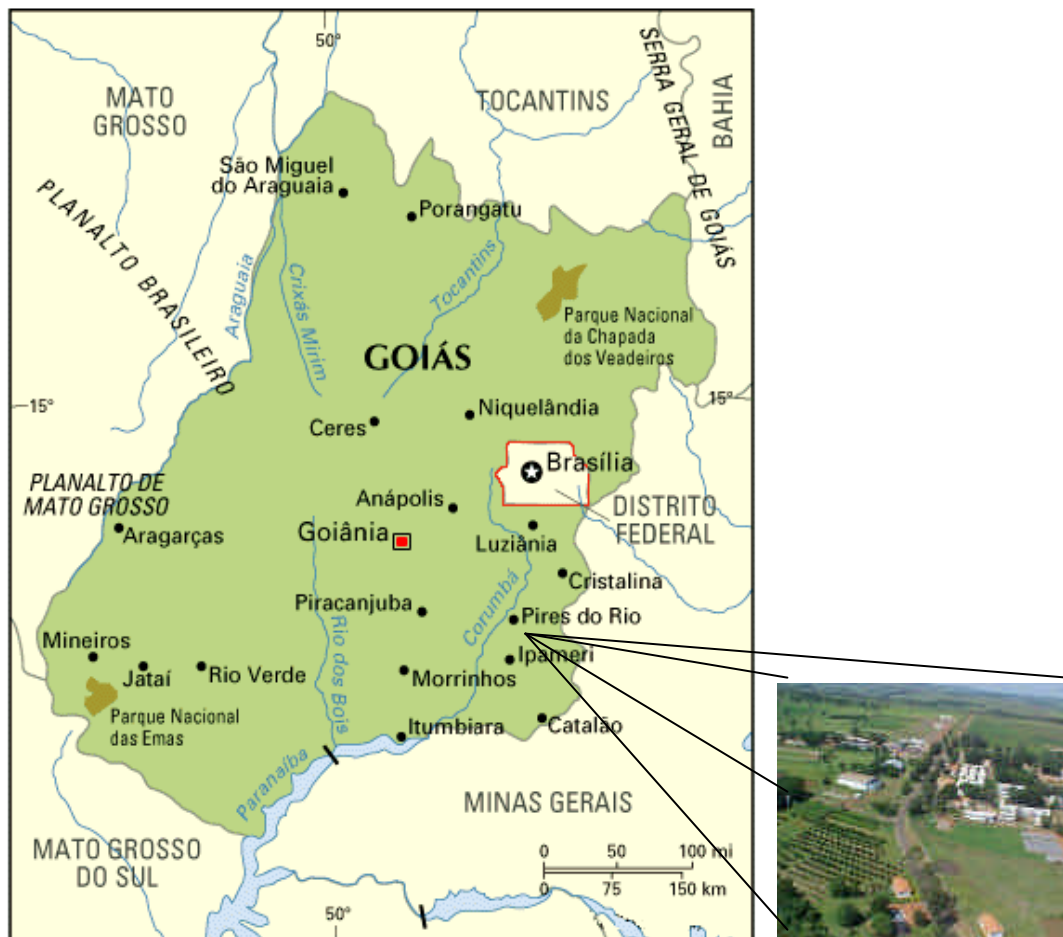 50°
MATO
GROSSO
TOCANTINS
SERRA GERAL DE GOIÁS
BAHIA
São Miguel
do Araguaia
Porangatu
PLANALTO BRASILEIRO
Araguaia
Crixás Mirim
Tocantins
Parque Nacional
da Chapada
dos Veadeiros
GOIÁS
15°
15°
Niquelândia
Ceres
Brasília
PLANALTO DE
MATO GROSSO
Anápolis
DISTRITO
FEDERAL
Aragarças
Goiânia
Luziânia
Cristalina
Corumbá
Piracanjuba
Pires do Rio
Mineiros
Ipameri
Jataí
Rio Verde
Rio dos Bois
Morrinhos
Parque Nacional
das Emas
Itumbiara
Catalão
Paranaíba
MINAS GERAIS
MATO GROSSO
DO SUL
0 50 100 mi
0 75 150 km
50°